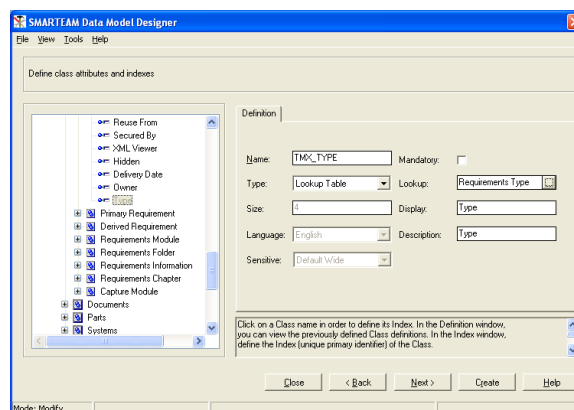 SMARTEAM Data Model Designer
File View Tools Help
Define class attributes and indexes
Reuse From
Secured By
XML Viewer
Hidden
Delivery Date
Owner
Type
Primary Requirement
Derived Requirement
Requirements Module
Requirements Folder
Requirements Information
Requirements Chapter
Capture Module
Documents
Parts
Systems
Definition
Name: TMX_TYPE Mandatory:
Type: Lookup Table Lookup: Requirements Type
Size: 4 Display: Type
Language: English Description: Type
Sensitive: Default Wide
Click on a Class name in order to define its Index. In the Definition window,
you can view the previously defined Class definitions. In the Index window,
define the Index (unique primary identifier) of the Class.
Close < Back Next > Create Help
Mode: Modify